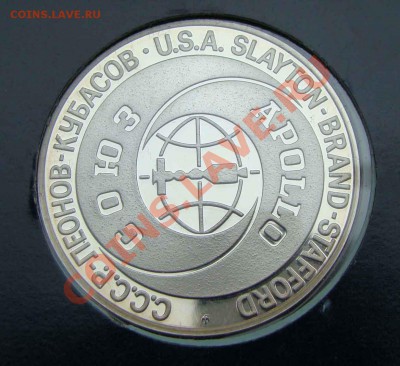 COINS.LAVE.RU
С.С.С.Р. ЛЕОНОВ-КУБАСОВ · U.S.A. SLAYTON-BRAND-STAFFORD
СОЮЗ
APOLLO
COINS.LAVE.RU